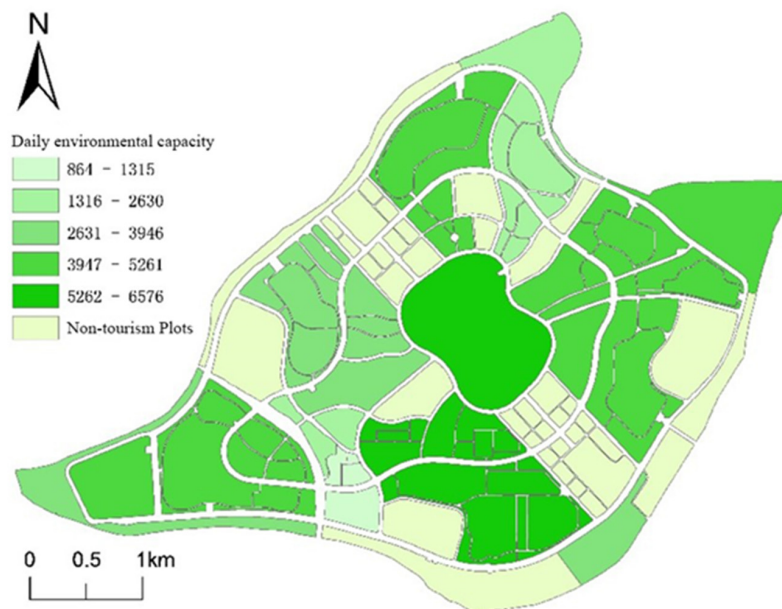 N
Daily environmental capacity
864 - 1315
1316 - 2630
2631 - 3946
3947 - 5261
5262 - 6576
Non-tourism Plots
0 0.5 1km